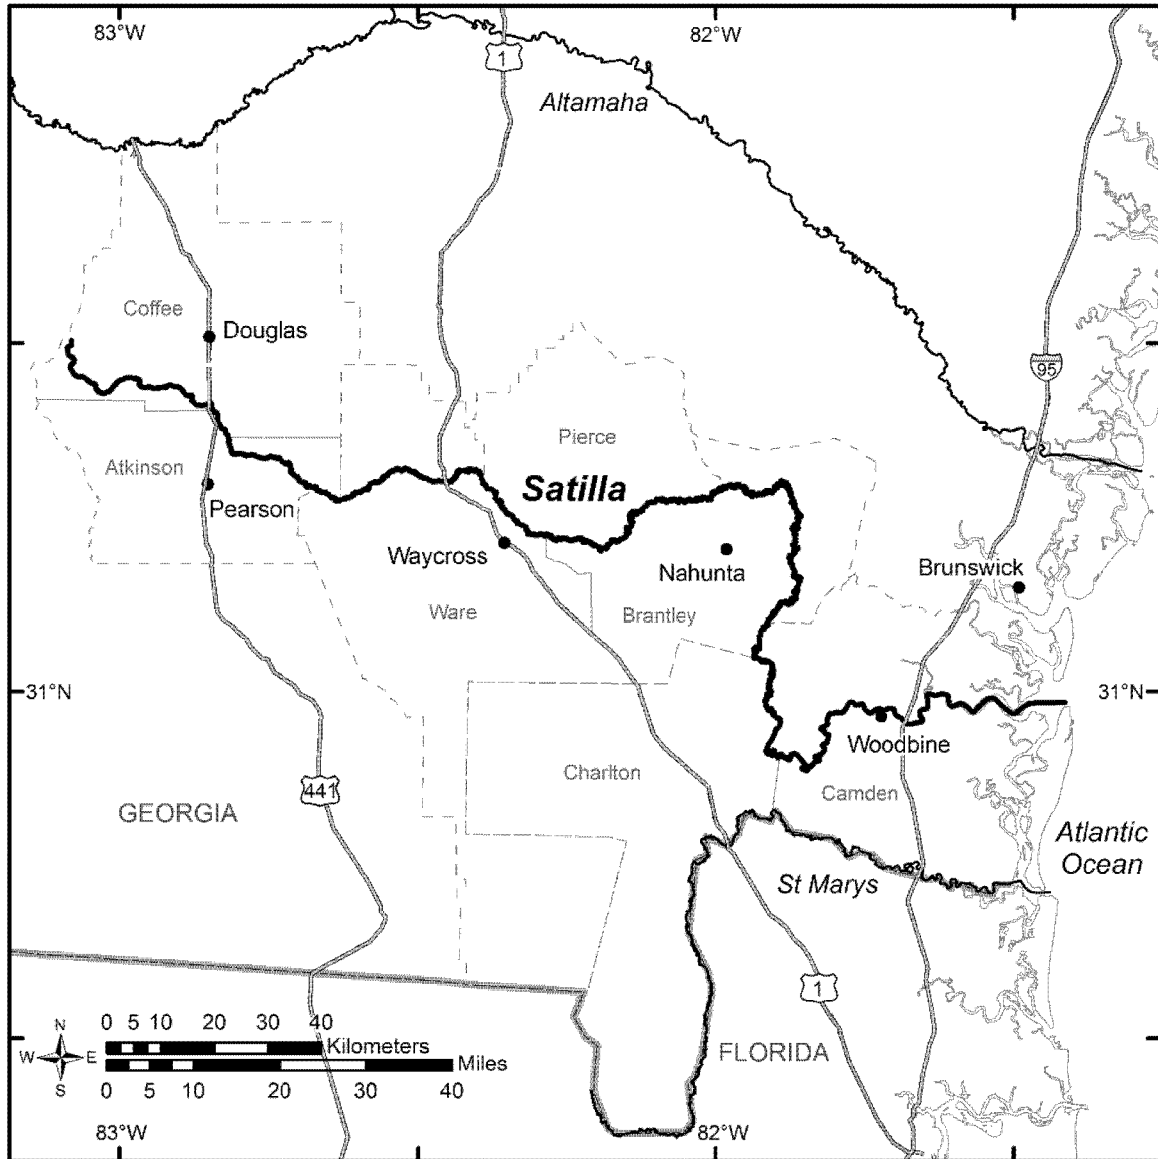 83°W
82°W
1
Altamaha
Coffee
Douglas
95
Pierce
Atkinson
Satilla
Pearson
Waycross
Nahunta
Brunswick
Ware
Brantley
31°N
31°N
Woodbine
Charlton
441
Camden
GEORGIA
Atlantic
Ocean
St Marys
1
N
W E
S
0 5 10 20 30 40
Kilometers
Miles
0 5 10 20 30 40
FLORIDA
83°W
82°W